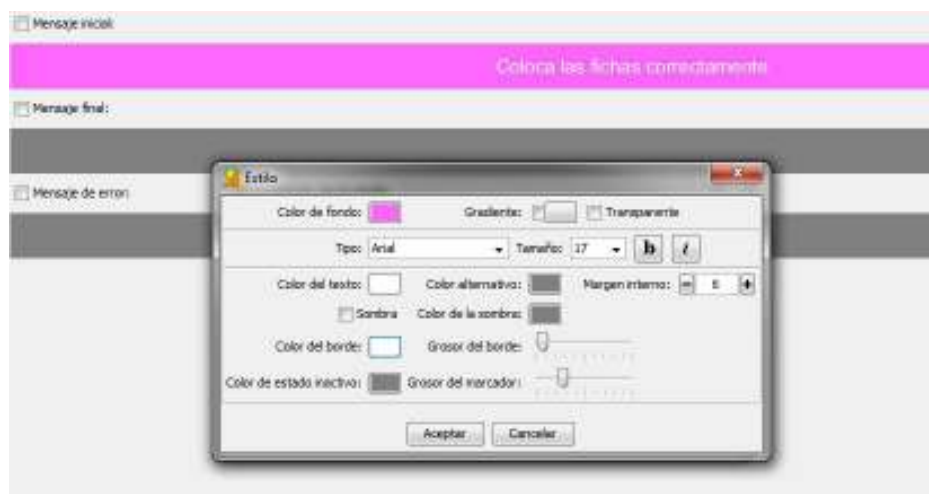 Mensaje inicial:
Coloca las fichas correctamente
Mensaje final:
Mensaje de error:
Estilo
Color de fondo: Gradiente: Transparente
Tipo: Arial Tamaño: 17 b i
Color del texto: Color alternativo: Margen interno: - 6 +
Sombra Color de la sombra:
Color del borde: Grosor del borde:
Color de estado inactivo: Grosor del marcador:
Aceptar Cancelar